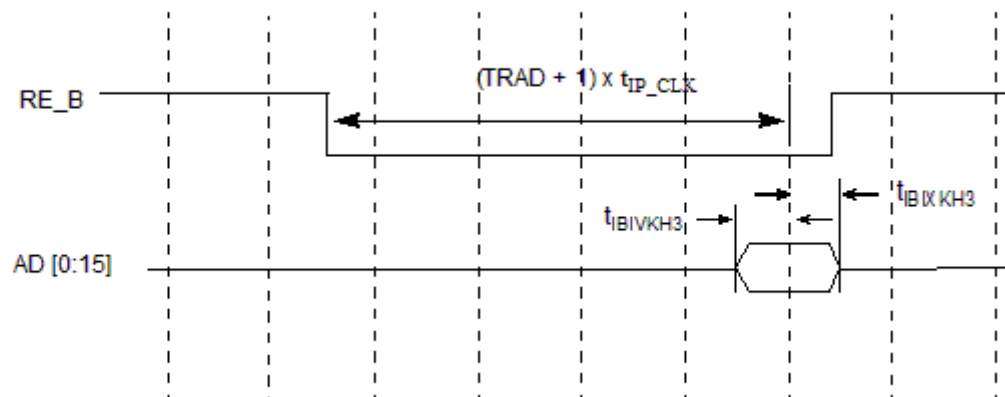 (TRAD + 1) x tIP_CLK
RE_B
tIBIXKH3
tIBIVKH3
AD [0:15]